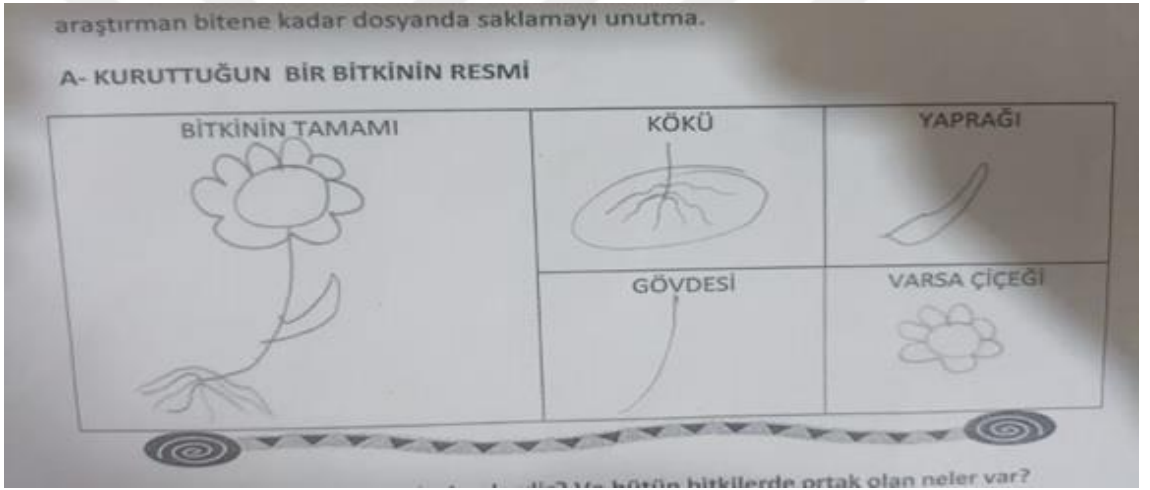 araştırman bitene kadar dosyanda saklamayı unutma.
A- KURUTTUĞUN BİR BİTKİNİN RESMİ
BİTKİNİN TAMAMI
KÖKÜ
YAPRAĞI
GÖVDESİ
VARSA ÇİÇEĞİ
Ve bütün bitkilerde ortak olan neler var?